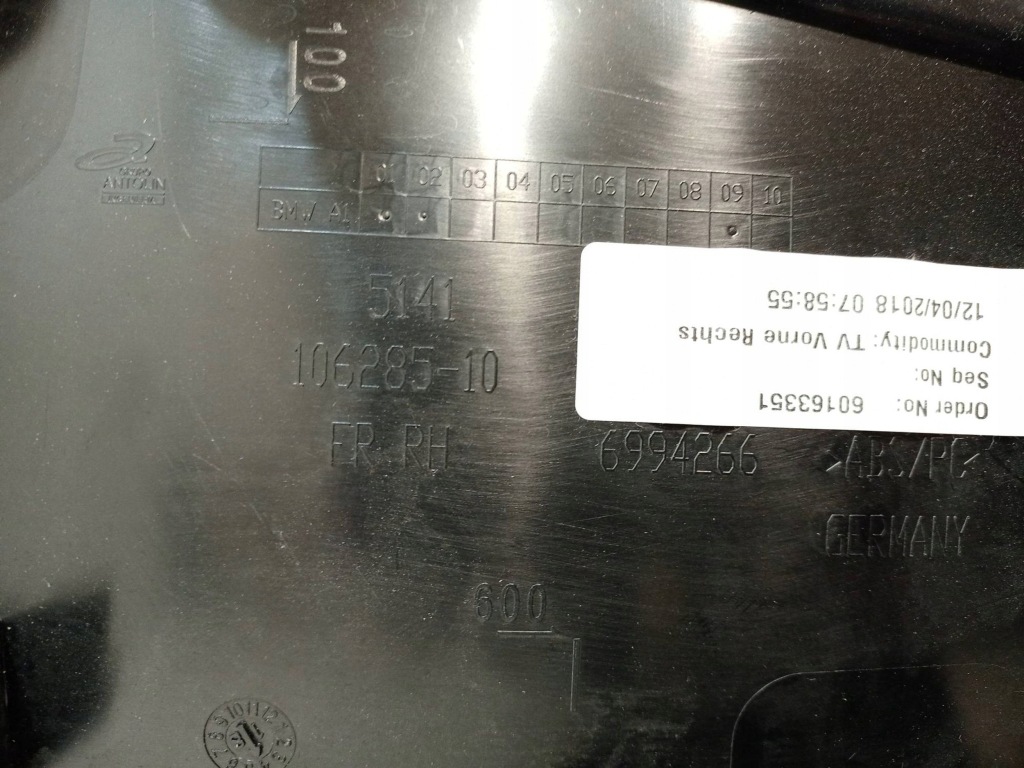 100
GRUPO
ANTOLIN
01 02 03 04 05 06 07 08 09 10
BMW AI
5141
106285-10
FR RH
6994266
>ABS/PC<
GERMANY
600
Order No: 60163351
Seq No:
Commodity: TV Vorne Rechts
12/04/2018 07:58:55